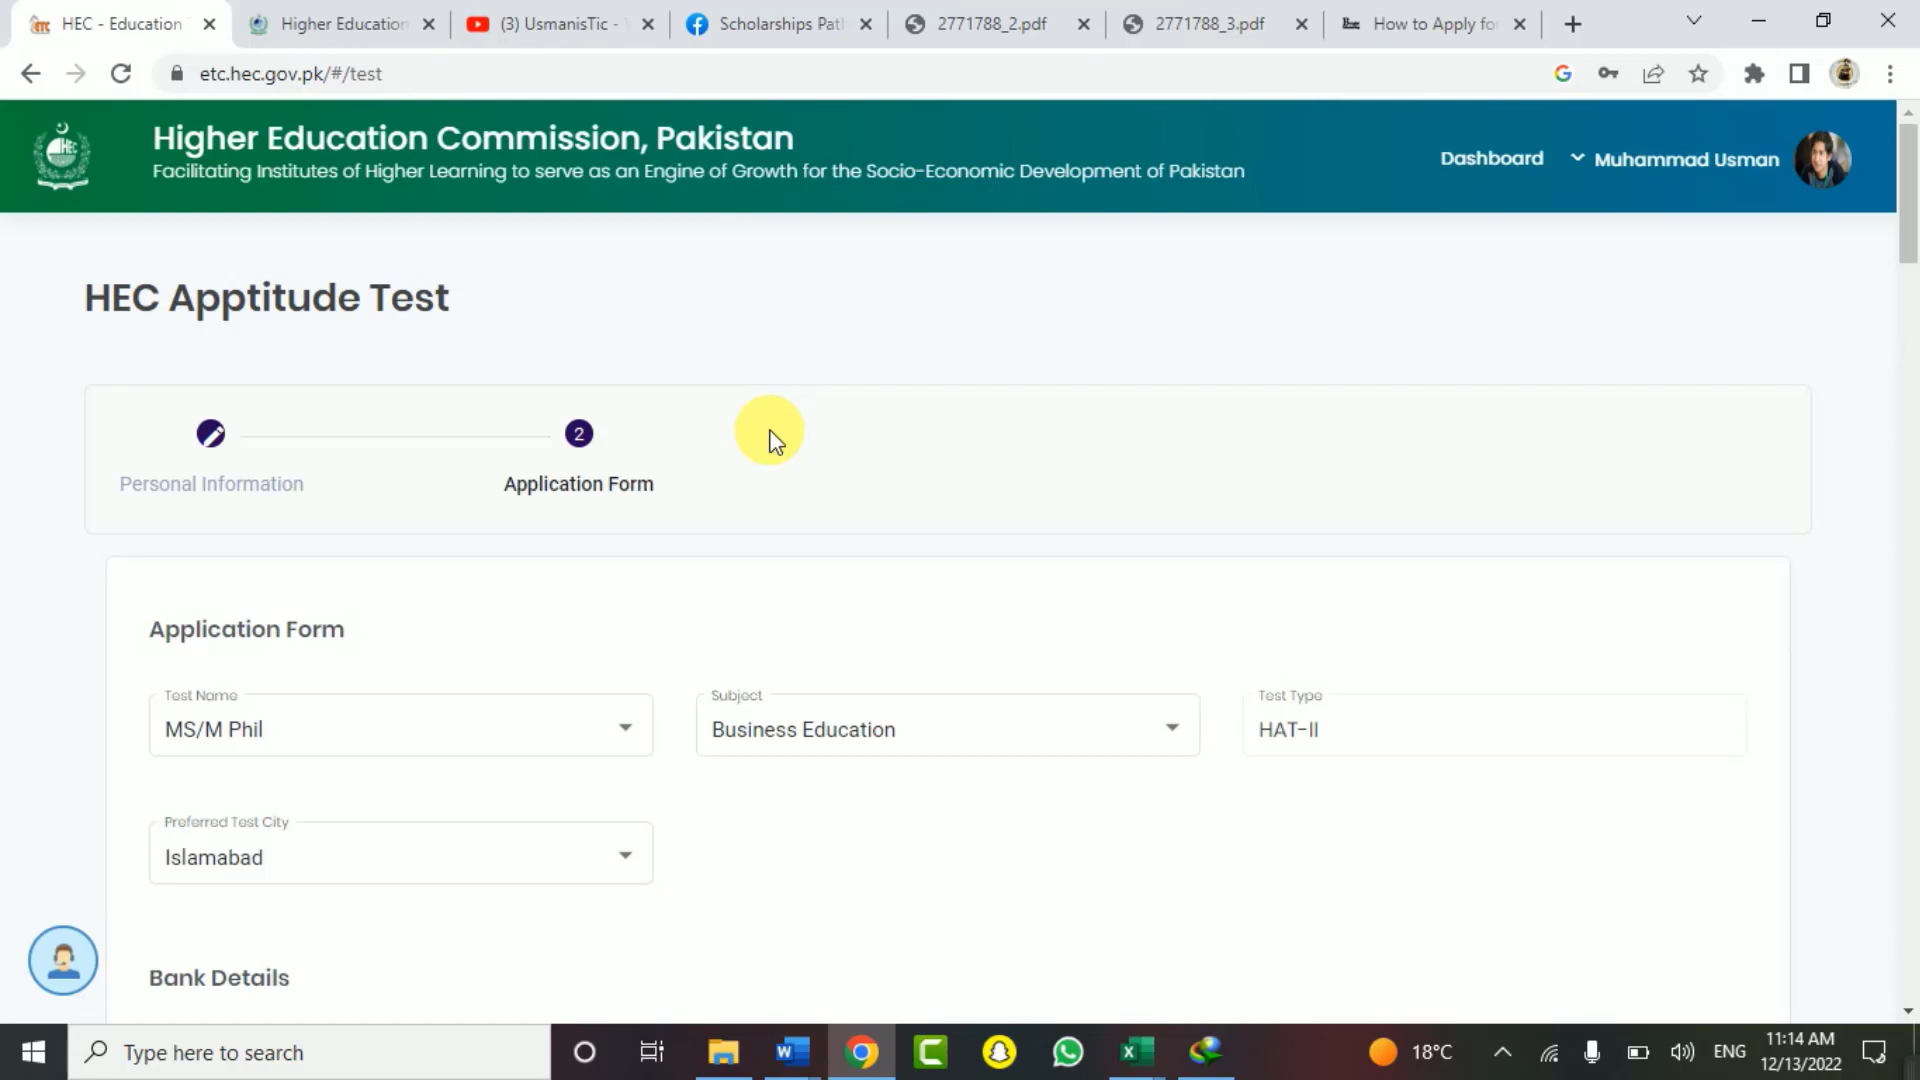 HEC - Education
Higher Education
(3) UsmanisTic -
Scholarships Pat
2771788_2.pdf
2771788_3.pdf
How to Apply fo
etc.hec.gov.pk/#/test
HEC
Higher Education Commission, Pakistan
Facilitating Institutes of Higher Learning to serve as an Engine of Growth for the Socio-Economic Development of Pakistan
Dashboard
Muhammad Usman
HEC Apptitude Test
2
Personal Information
Application Form
Application Form
Test Name
MS/M Phil
Subject
Business Education
Test Type
HAT-II
Preferred Test City
Islamabad
Bank Details
Type here to search
18°C
ENG
11:14 AM
12/13/2022